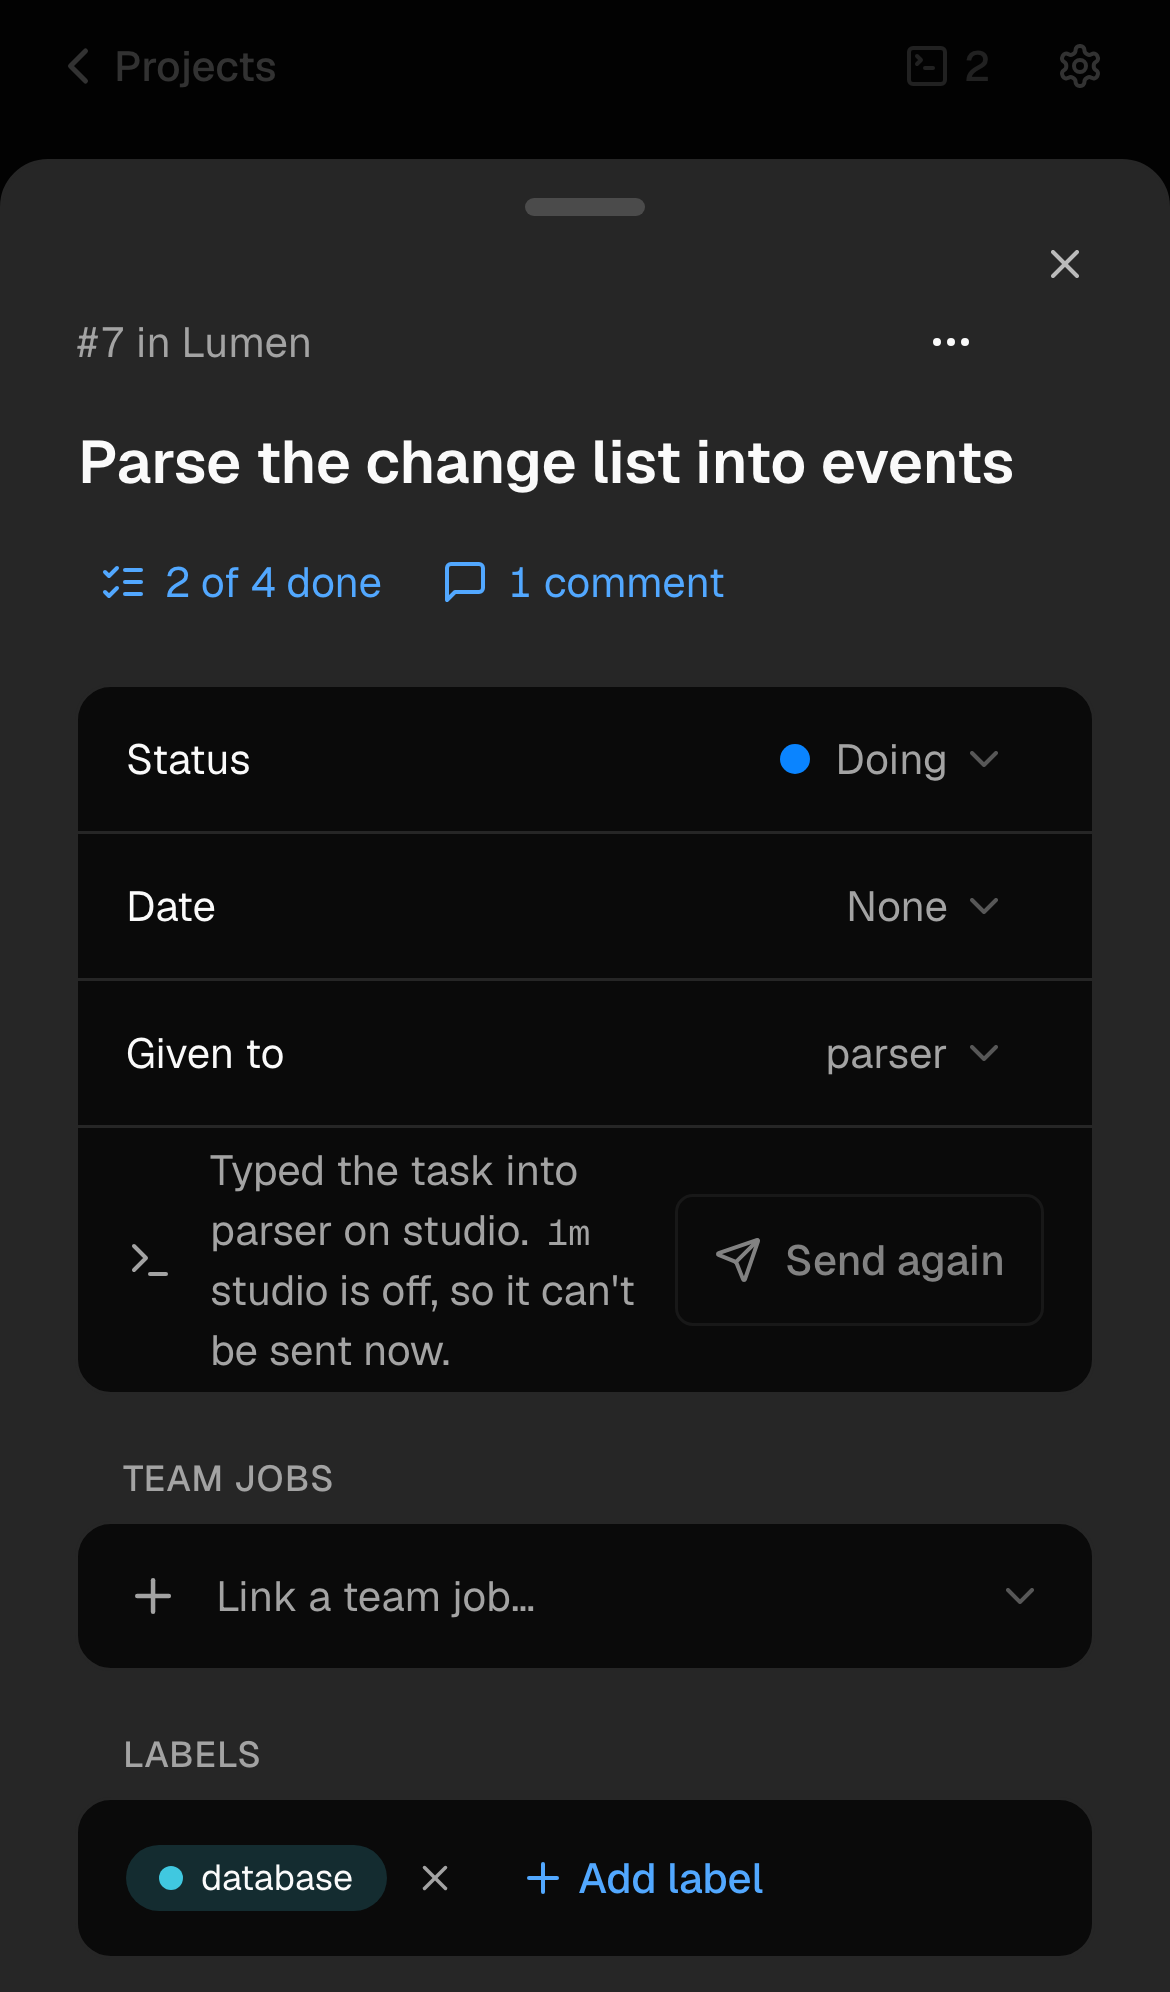 Projects
2
#7 in Lumen
Parse the change list into events
2 of 4 done
1 comment
Status
Doing
Date
None
Given to
parser
Typed the task into
parser on studio. 1m
studio is off, so it can't
be sent now.
Send again
TEAM JOBS
Link a team job…
LABELS
database
Add label